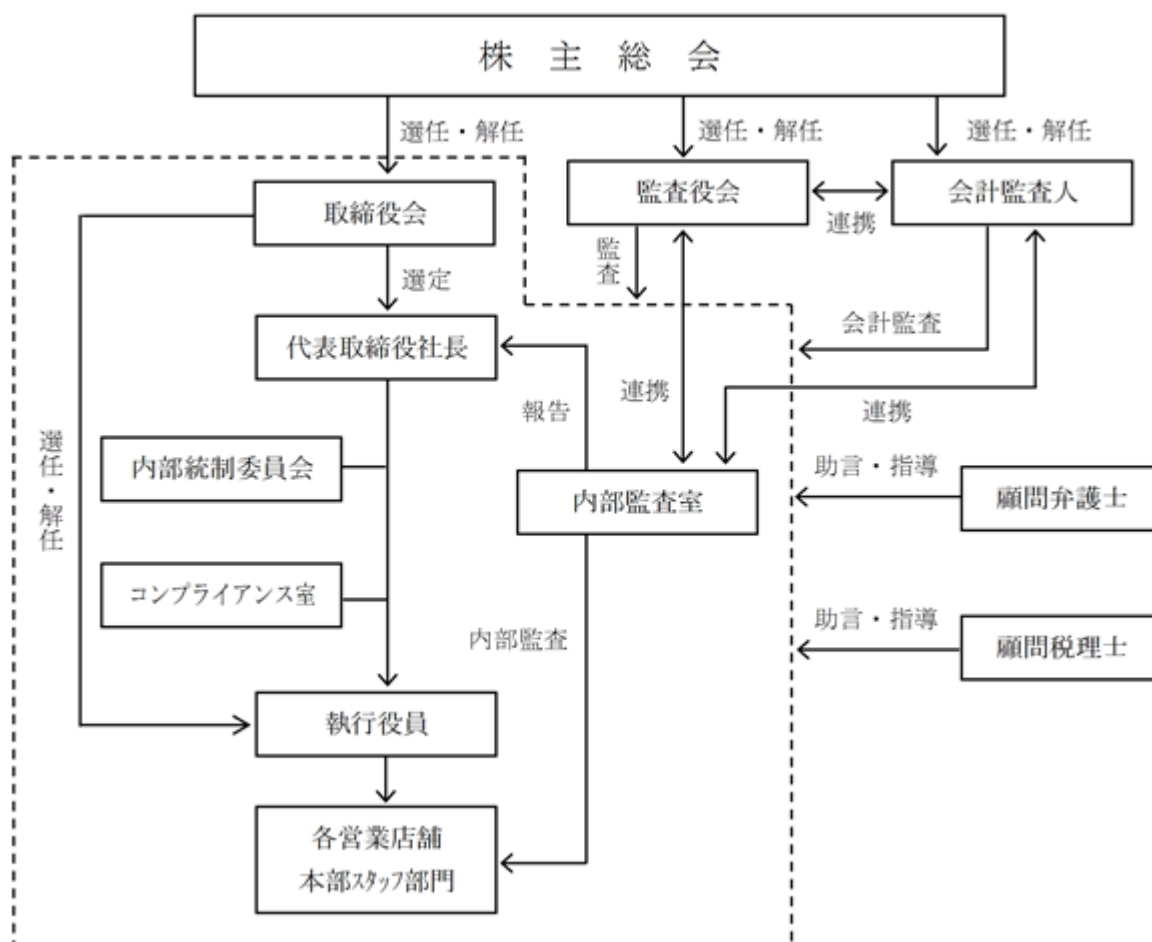 株主総会
選任・解任
選任・解任
選任・解任
取締役会
監査役会
会計監査人
連携
監査
選定
会計監査
代表取締役社長
報告
連携
連携
選任・解任
内部統制委員会
内部監査室
助言・指導
顧問弁護士
コンプライアンス室
内部監査
助言・指導
顧問税理士
執行役員
各営業店舗
本部スタッフ部門